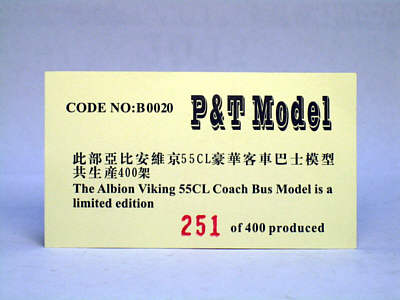 CODE NO:B0020 P&T Model
此部亞比安維京55CL豪華客車巴士模型
共生產400架
The Albion Viking 55CL Coach Bus Model is a
limited edition
251 of 400 produced